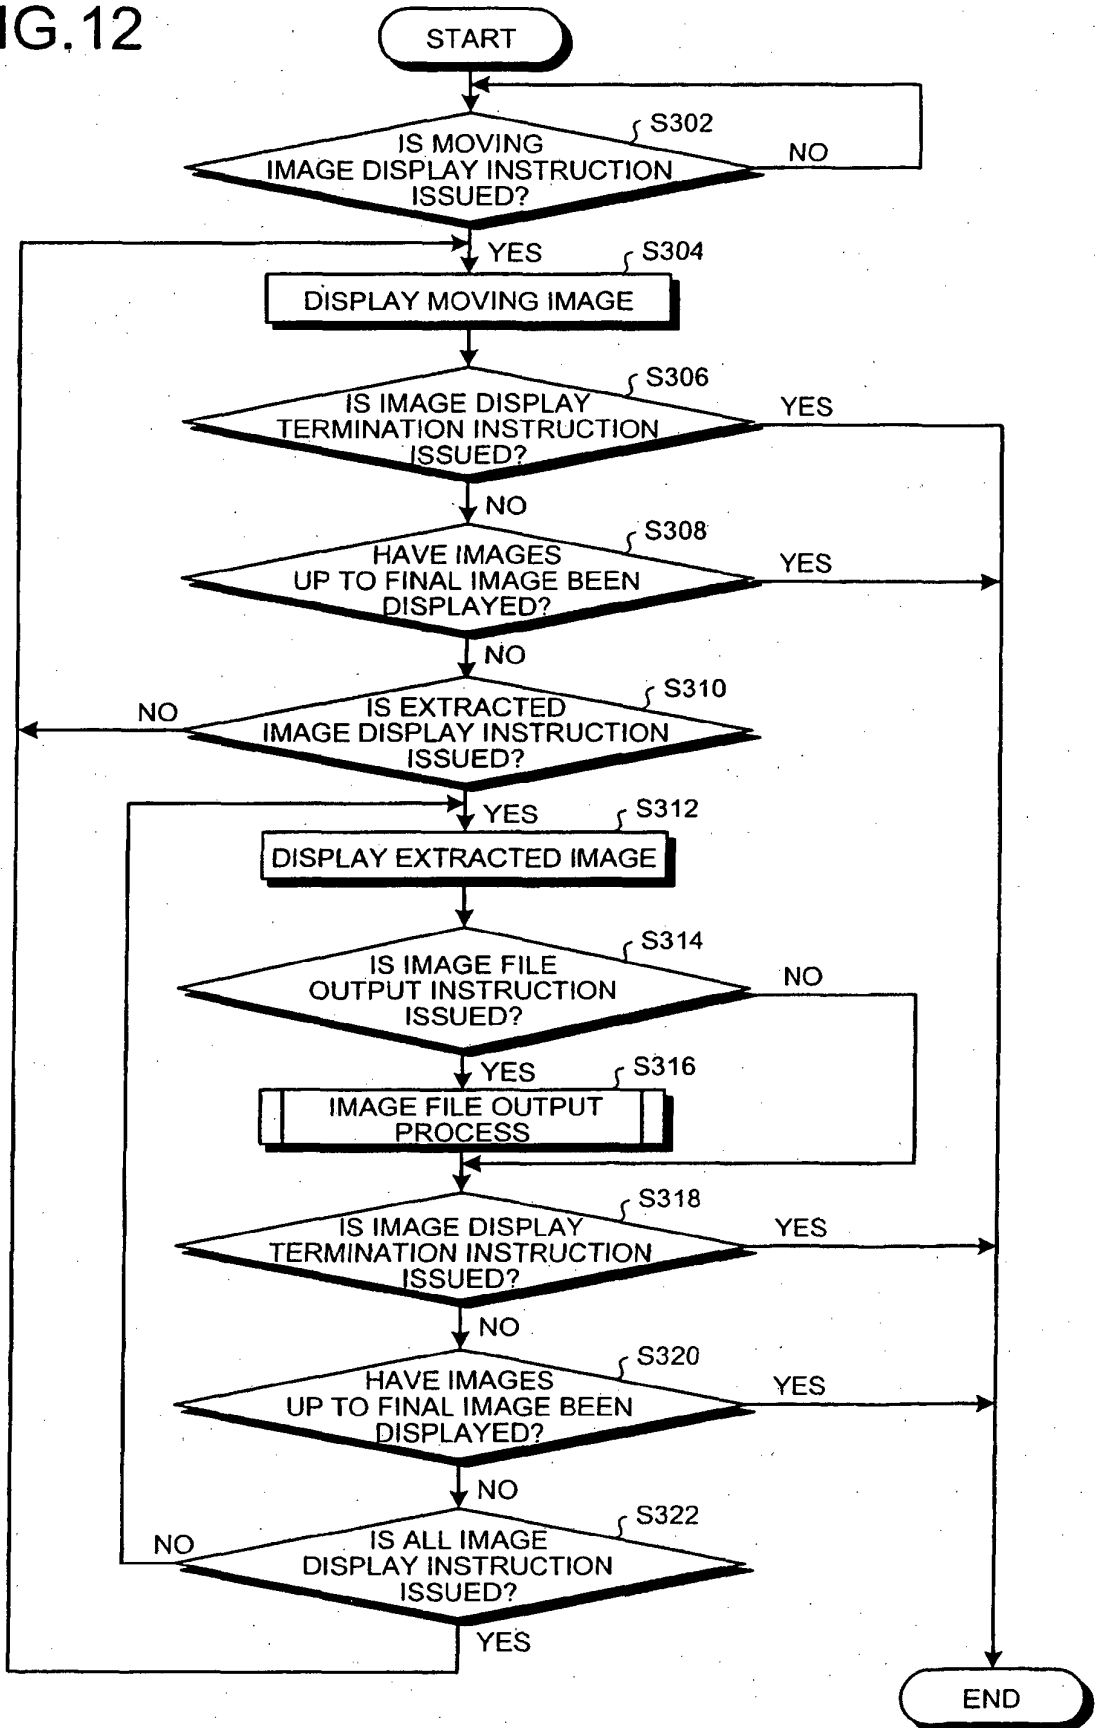 IG.12
START
S302
IS MOVING
IMAGE DISPLAY INSTRUCTION
ISSUED?
NO
YES
S304
DISPLAY MOVING IMAGE
S306
IS IMAGE DISPLAY
TERMINATION INSTRUCTION
ISSUED?
YES
NO
S308
HAVE IMAGES
UP TO FINAL IMAGE BEEN
DISPLAYED?
YES
NO
S310
IS EXTRACTED
IMAGE DISPLAY INSTRUCTION
ISSUED?
NO
YES
S312
DISPLAY EXTRACTED IMAGE
S314
IS IMAGE FILE
OUTPUT INSTRUCTION
ISSUED?
NO
YES
S316
IMAGE FILE OUTPUT
PROCESS
S318
IS IMAGE DISPLAY
TERMINATION INSTRUCTION
ISSUED?
YES
NO
S320
HAVE IMAGES
UP TO FINAL IMAGE BEEN
DISPLAYED?
YES
NO
S322
IS ALL IMAGE
DISPLAY INSTRUCTION
ISSUED?
NO
YES
END